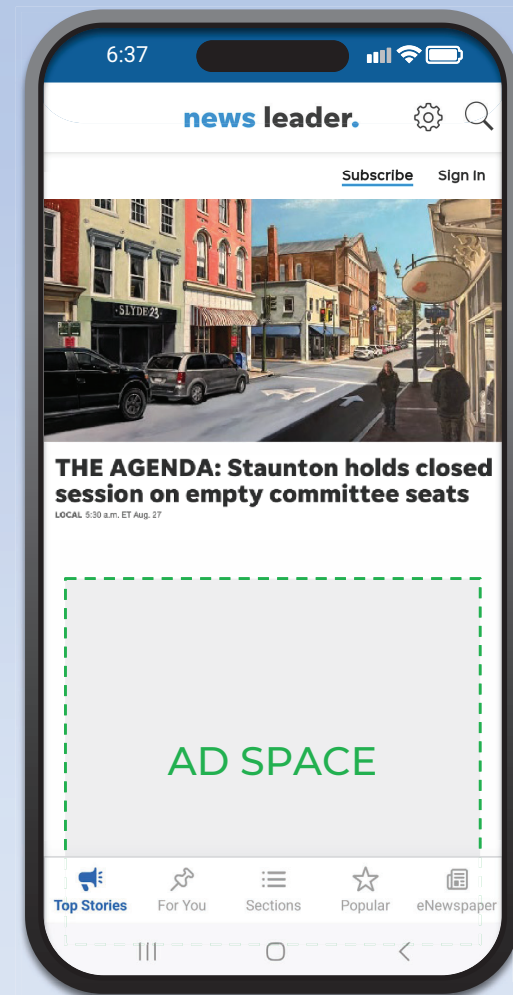 6:37
news leader.
Subscribe Sign In
SLYDE 23
THE AGENDA: Staunton holds closed
session on empty committee seats
LOCAL 5:30 a.m. ET Aug. 27
AD SPACE
Top Stories For You Sections Popular eNewspaper